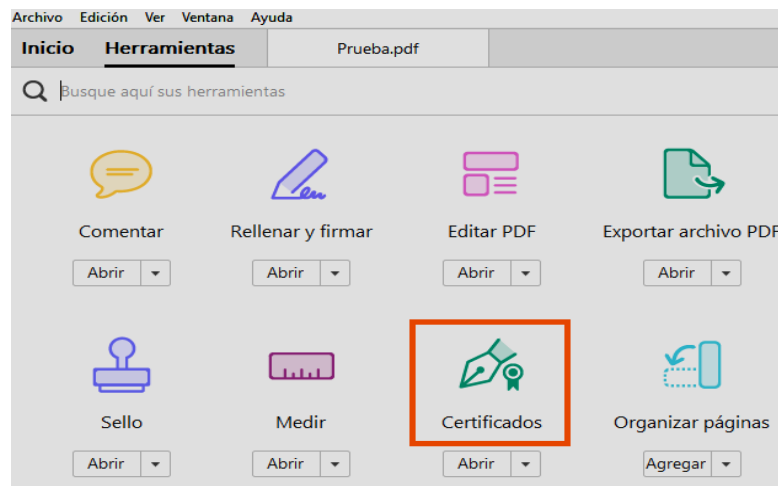 Archivo Edición Ver Ventana Ayuda
Inicio Herramientas Prueba.pdf
Busque aquí sus herramientas
Comentar Rellenar y firmar Editar PDF Exportar archivo PDF
Abrir Abrir Abrir Abrir
Sello Medir Certificados Organizar páginas
Abrir Abrir Abrir Agregar